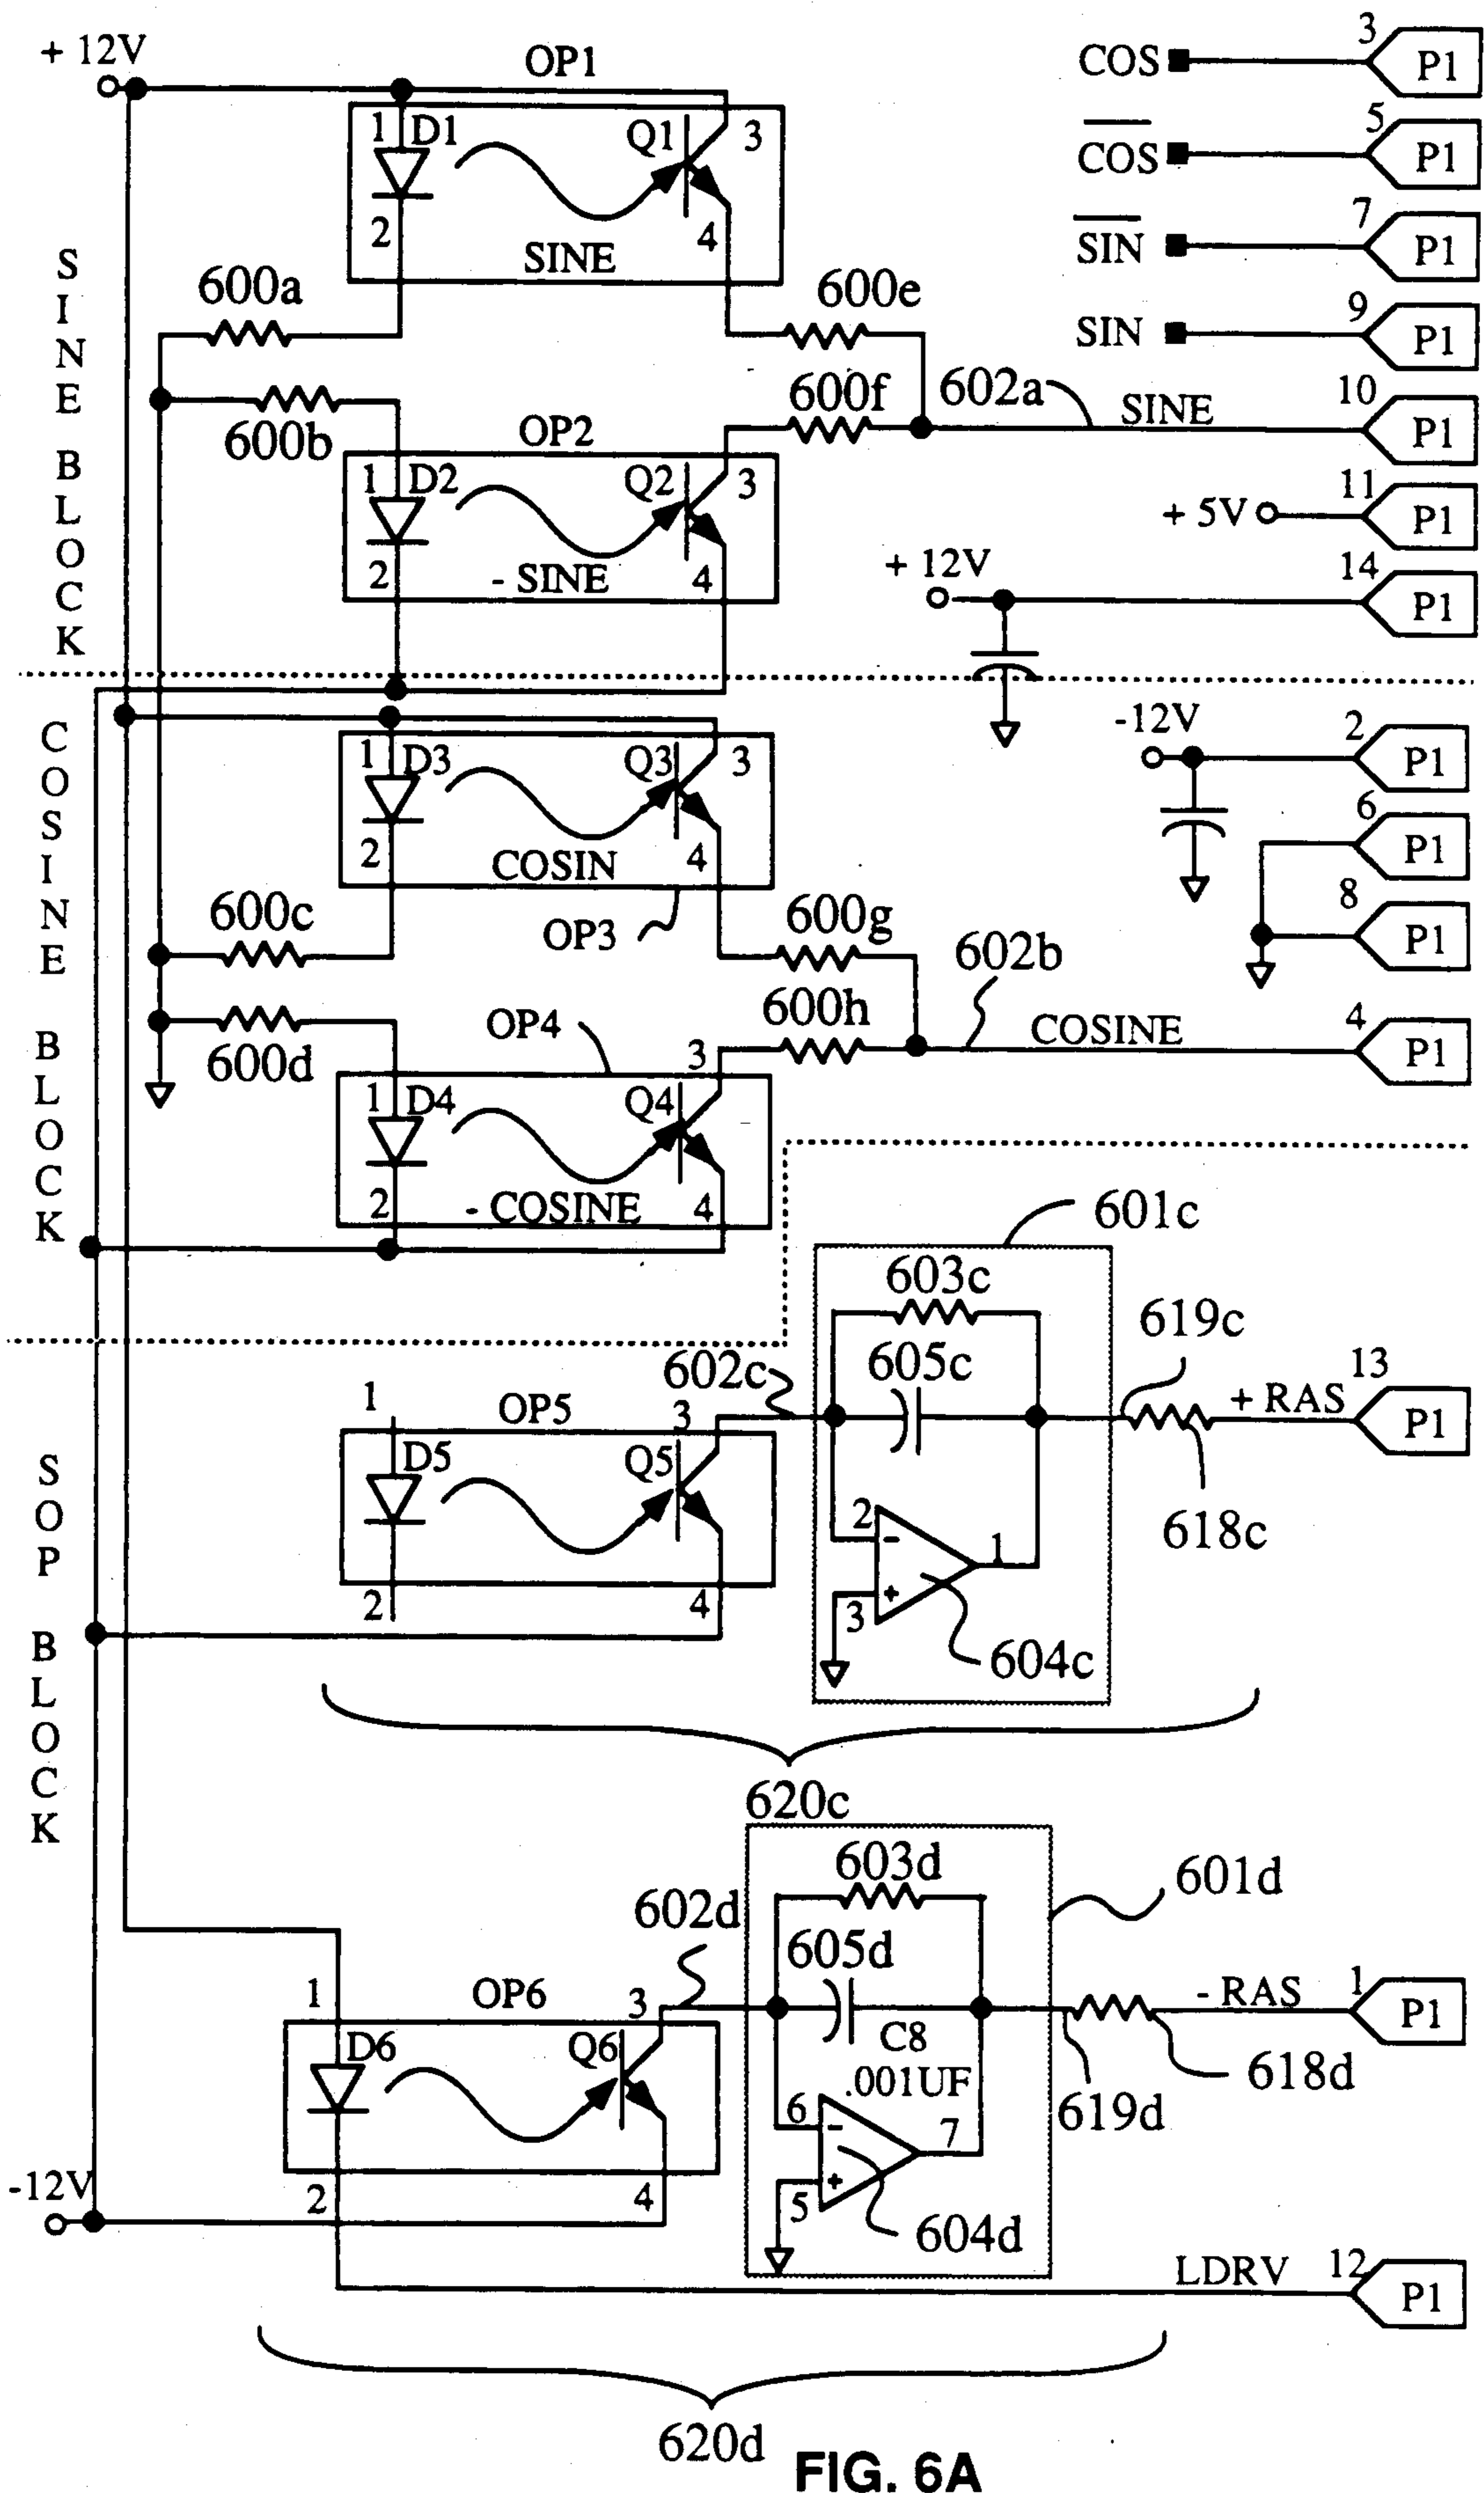 + 12V
OP1
COS
3
P1
1
D1
Q1
3
COS
5
P1
2
SINE
4
SIN
7
P1
600a
600e
SIN
9
P1
600b
600f
602a
SINE
10
P1
OP2
1
D2
Q2
3
+ 5V
11
P1
2
- SINE
4
+ 12V
14
P1
SINE BLOCK
-12V
2
P1
1
D3
Q3
3
6
P1
2
COSIN
4
8
P1
600c
OP3
600g
602b
600d
OP4
600h
COSINE
4
P1
3
1
D4
Q4
2
- COSINE
4
COSINE BLOCK
601c
603c
619c
602c
605c
+ RAS
13
P1
1
OP5
3
D5
Q5
2
1
618c
2
4
3
604c
SOP BLOCK
620c
603d
601d
602d
605d
1
OP6
3
- RAS
1
P1
D6
Q6
C8
.001UF
618d
619d
6
7
-12V
2
4
5
604d
LDRV
12
P1
620d
FIG. 6A